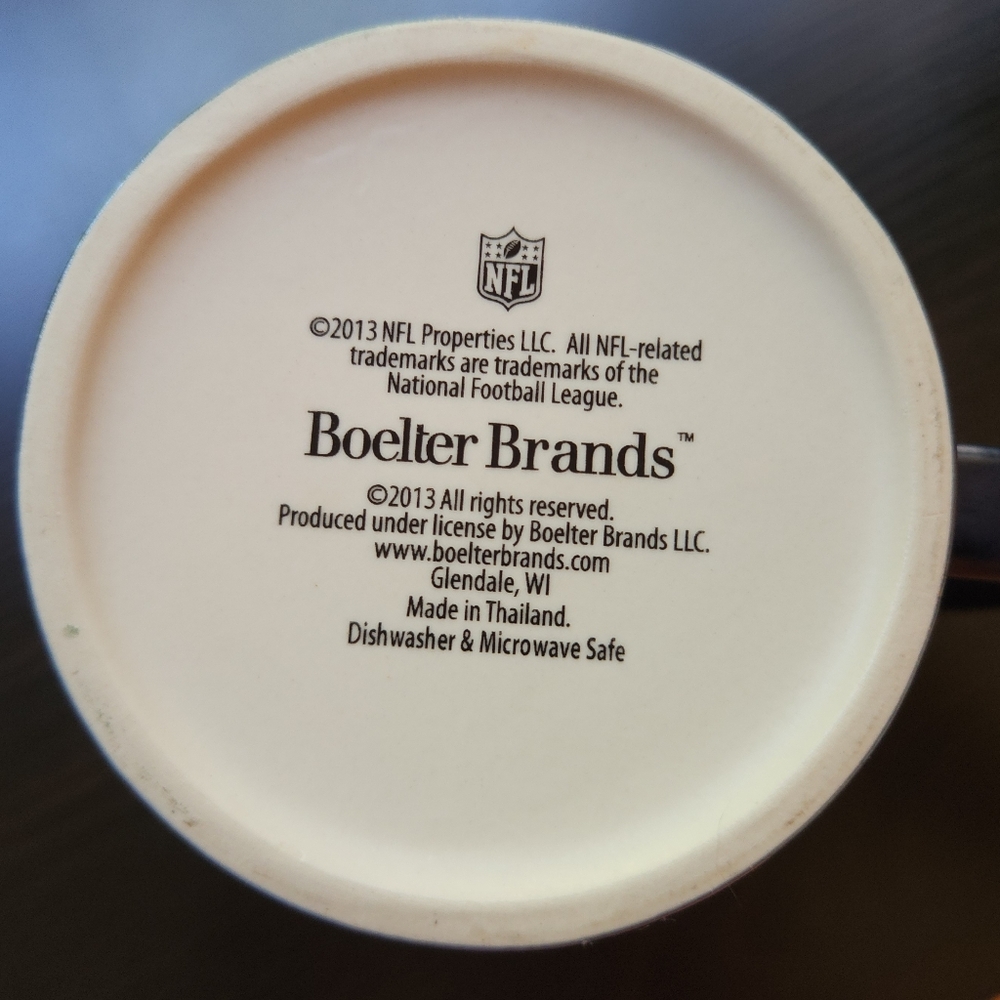 NFL
©2013 NFL Properties LLC. All NFL-related
trademarks are trademarks of the
National Football League.
Boelter Brands™
©2013 All rights reserved.
Produced under license by Boelter Brands LLC.
www.boelterbrands.com
Glendale, WI
Made in Thailand.
Dishwasher & Microwave Safe